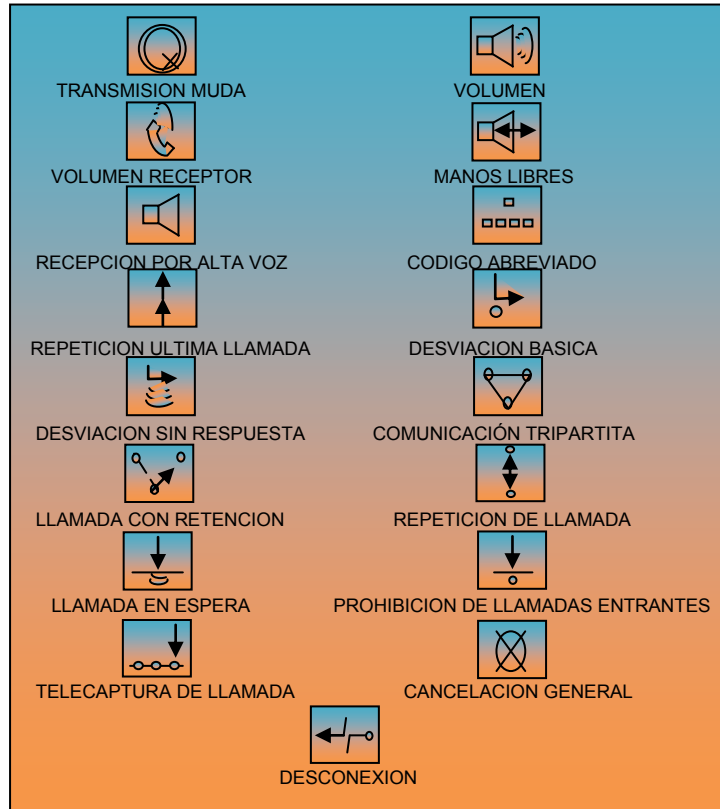 TRANSMISION MUDA
VOLUMEN
VOLUMEN RECEPTOR
MANOS LIBRES
RECEPCION POR ALTA VOZ
CODIGO ABREVIADO
REPETICION ULTIMA LLAMADA
DESVIACION BASICA
DESVIACION SIN RESPUESTA
COMUNICACIÓN TRIPARTITA
LLAMADA CON RETENCION
REPETICION DE LLAMADA
LLAMADA EN ESPERA
PROHIBICION DE LLAMADAS ENTRANTES
TELECAPTURA DE LLAMADA
CANCELACION GENERAL
DESCONEXION